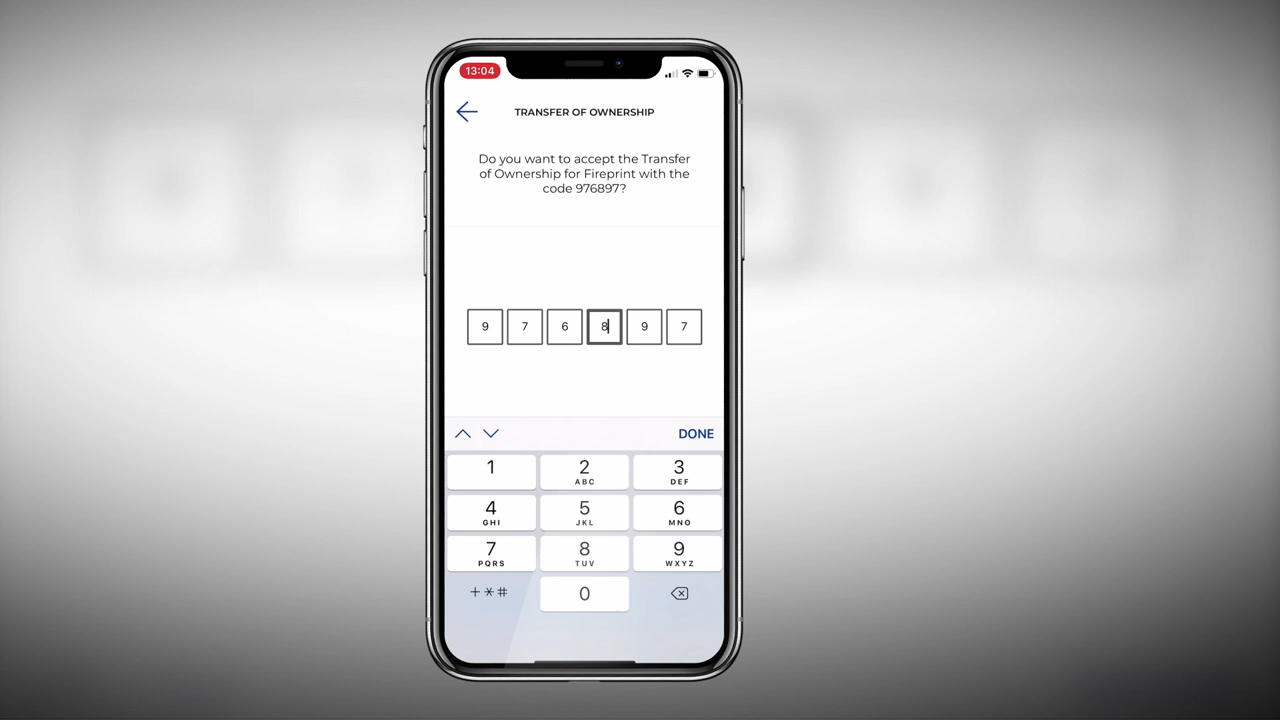 13:04
TRANSFER OF OWNERSHIP
Do you want to accept the Transfer
of Ownership for Fireprint with the
code 976897?
9 7 6 8 9 7
DONE
1 2 3
ABC DEF
4 5 6
GHI JKL MNO
7 8 9
PQRS TUV WXYZ
+*# 0